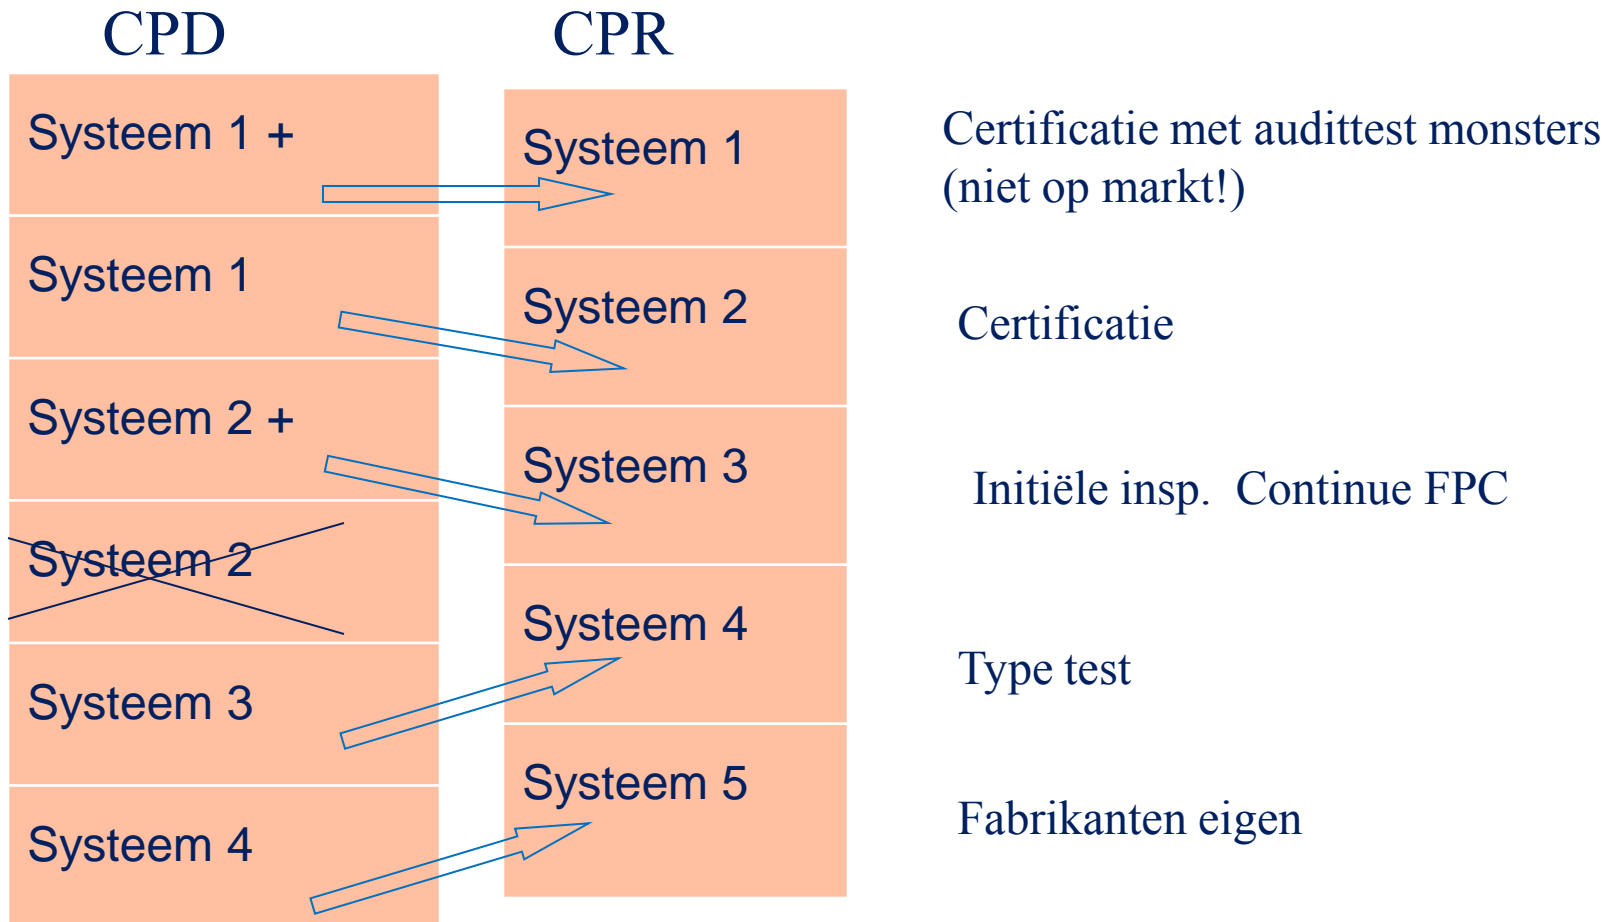 CPD
CPR
Systeem 1 +
Systeem 1
Systeem 2 +
Systeem 2
Systeem 3
Systeem 4
Systeem 1
Systeem 2
Systeem 3
Systeem 4
Systeem 5
Certificatie met audittest monsters
(niet op markt!)
Certificatie
Initiële insp.  Continue FPC
Type test
Fabrikanten eigen